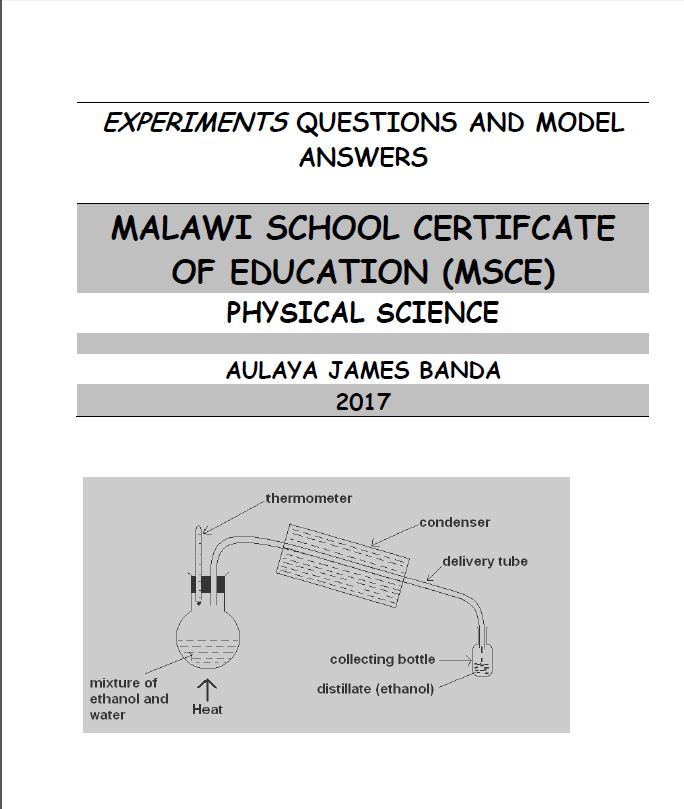 EXPERIMENTS QUESTIONS AND MODEL
ANSWERS
MALAWI SCHOOL CERTIFCATE
OF EDUCATION (MSCE)
PHYSICAL SCIENCE
AULAYA JAMES BANDA
2017
thermometer
condenser
delivery tube
collecting bottle
distillate (ethanol)
mixture of
ethanol and
water
Heat